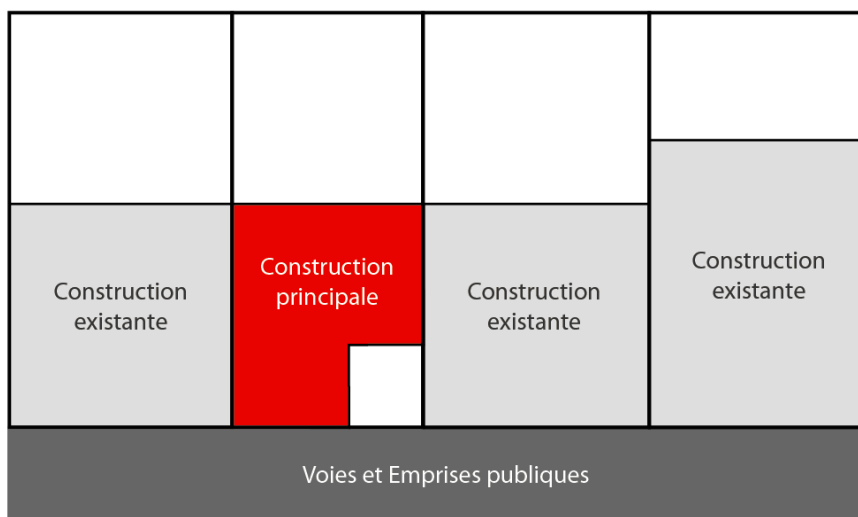 Construction
existante
Construction
principale
Construction
existante
Construction
existante
Voies et Emprises publiques